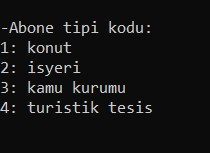 -Abone tipi kodu:
1: konut
2: isyeri
3: kamu kurumu
4: turistik tesis